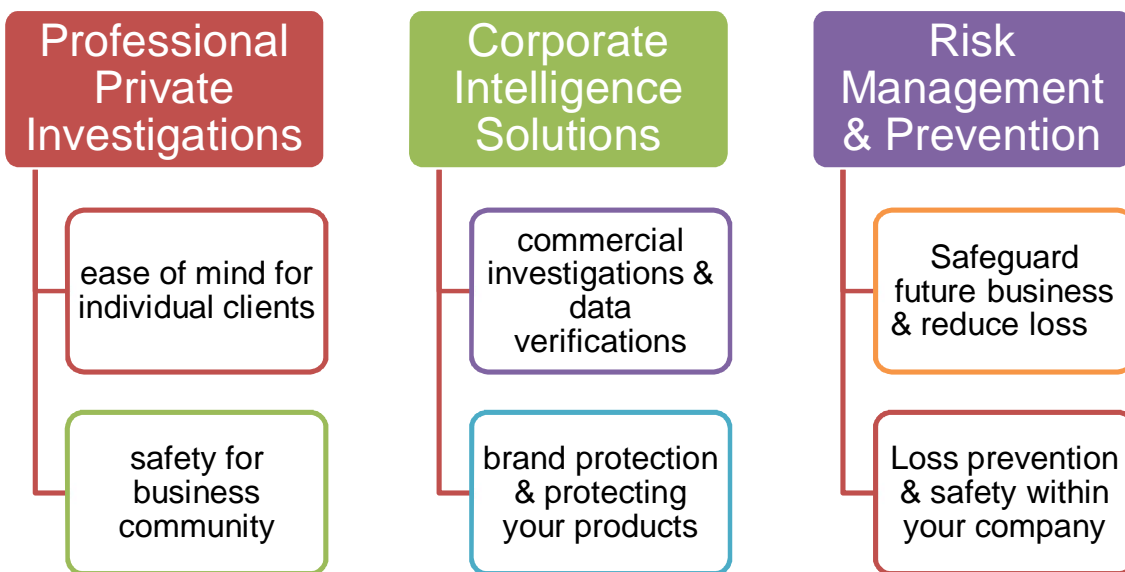 Professional
Private
Investigations
ease of mind for
individual clients
safety for
business
community
Corporate
Intelligence
Solutions
commercial
investigations &
data
verifications
brand protection
& protecting
your products
Risk
Management
& Prevention
Safeguard
future business
& reduce loss
Loss prevention
& safety within
your company